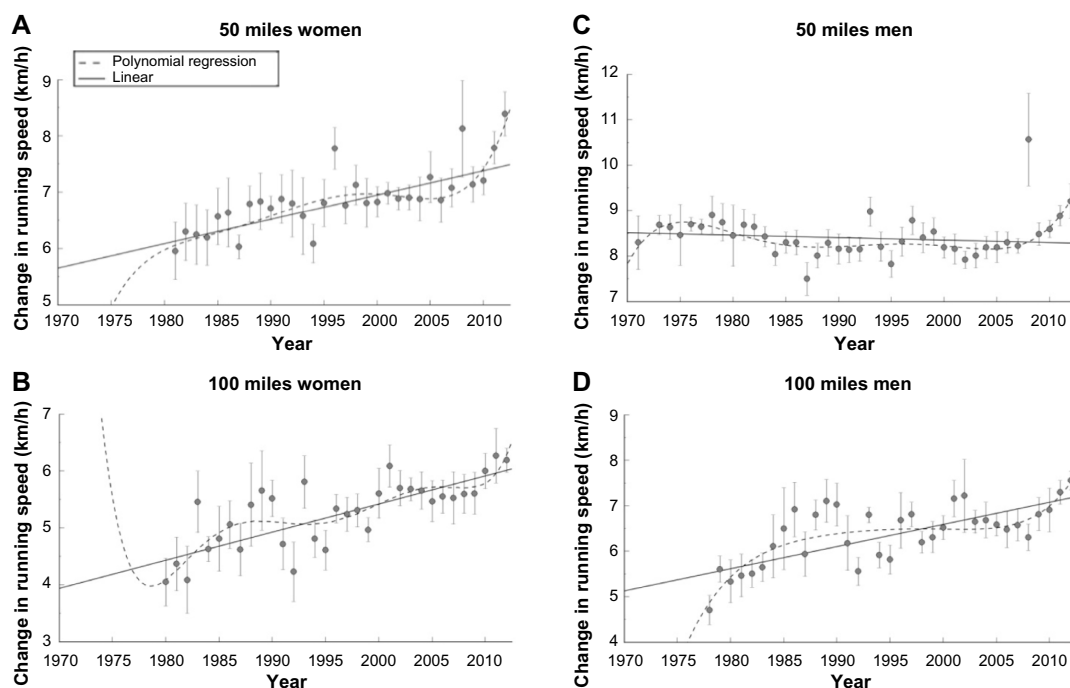 A
50 miles women
Change in running speed (km/h)
Polynomial regression
Linear
9
8
7
6
5
1970 1975 1980 1985 1990 1995 2000 2005 2010
Year
C
50 miles men
Change in running speed (km/h)
12
11
10
9
8
7
1970 1975 1980 1985 1990 1995 2000 2005 2010
Year
B
100 miles women
Change in running speed (km/h)
7
6
5
4
3
1970 1975 1980 1985 1990 1995 2000 2005 2010
Year
D
100 miles men
Change in running speed (km/h)
9
8
7
6
5
4
1970 1975 1980 1985 1990 1995 2000 2005 2010
Year